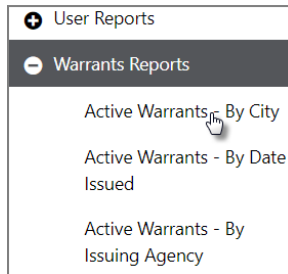 User Reports
Warrants Reports
Active Warrants - By City
Active Warrants - By Date
Issued
Active Warrants - By
Issuing Agency